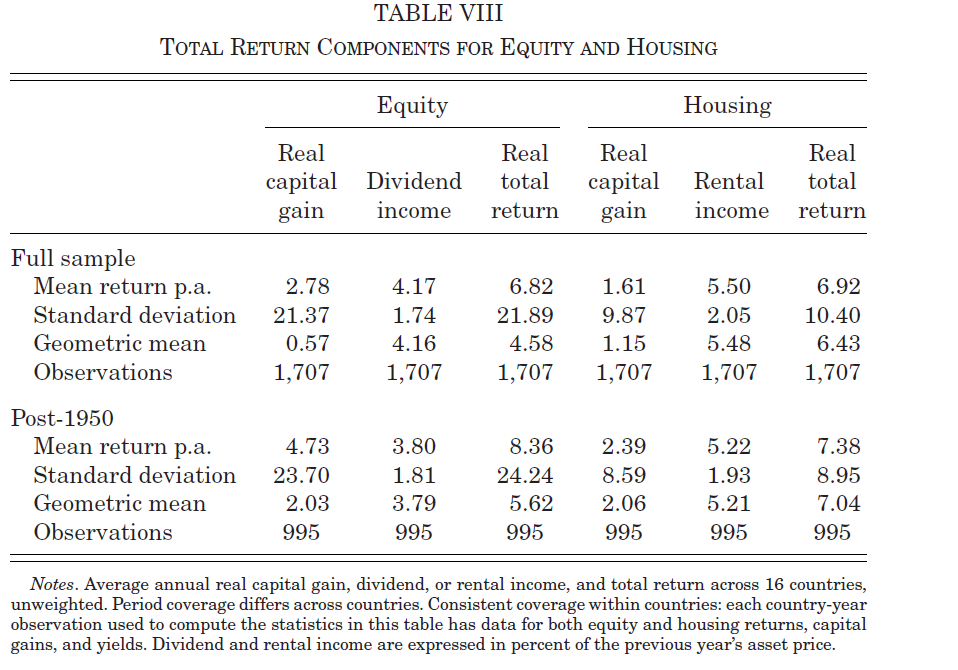 TABLE VIII
TOTAL RETURN COMPONENTS FOR EQUITY AND HOUSING
Equity Housing
Real Real Real Real
capital Dividend total capital Rental total
gain income return gain income return
Full sample
Mean return p.a. 2.78 4.17 6.82 1.61 5.50 6.92
Standard deviation 21.37 1.74 21.89 9.87 2.05 10.40
Geometric mean 0.57 4.16 4.58 1.15 5.48 6.43
Observations 1,707 1,707 1,707 1,707 1,707 1,707
Post-1950
Mean return p.a. 4.73 3.80 8.36 2.39 5.22 7.38
Standard deviation 23.70 1.81 24.24 8.59 1.93 8.95
Geometric mean 2.03 3.79 5.62 2.06 5.21 7.04
Observations 995 995 995 995 995 995
Notes. Average annual real capital gain, dividend, or rental income, and total return across 16 countries,
unweighted. Period coverage differs across countries. Consistent coverage within countries: each country-year
observation used to compute the statistics in this table has data for both equity and housing returns, capital
gains, and yields. Dividend and rental income are expressed in percent of the previous year's asset price.